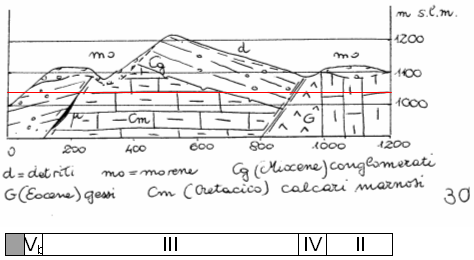 m s.l.m.
1200
mo d mo
Cg
1100
1000
μ Cm G
0 200 400 600 800 1000 1200
d = detriti mo = morene Cg (Miocene) conglomerati
G (Eocene) gessi Cm (Cretacico) calcari marnosi 30
Vb III IV II